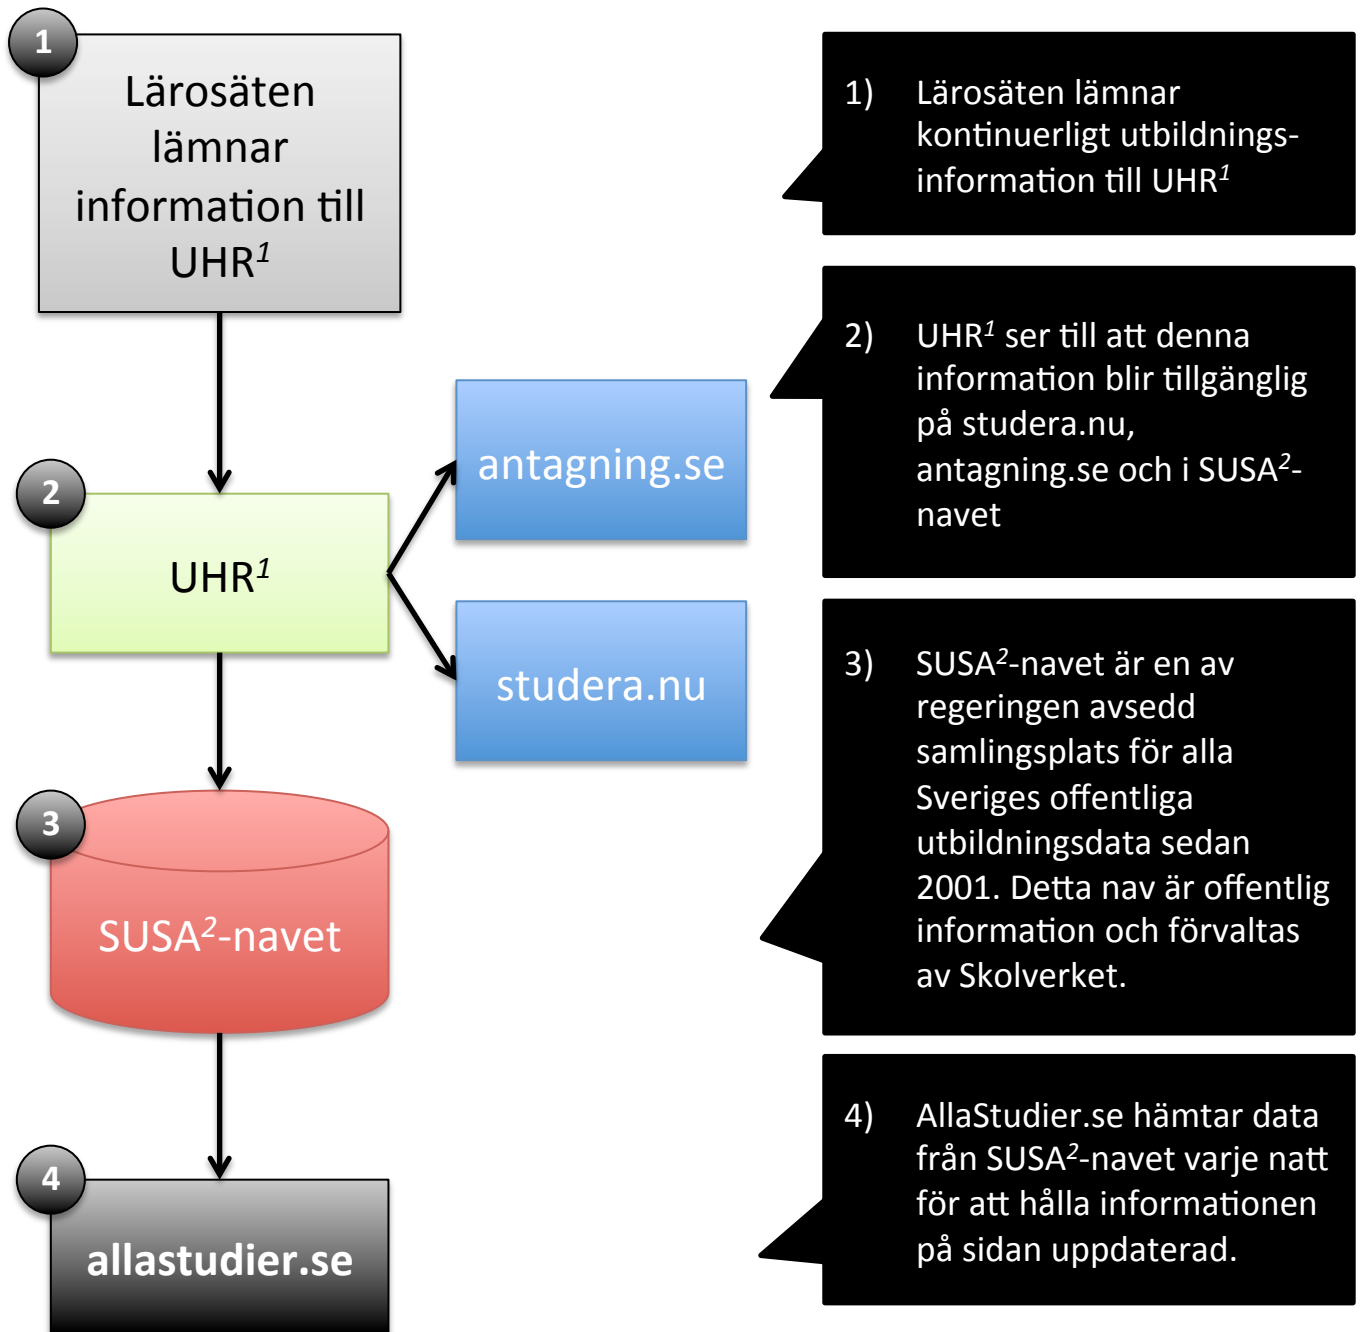 1
Lärosäten
lämnar
information till
UHR¹
2
UHR¹
antagning.se
studera.nu
3
SUSA²-navet
4
allastudier.se
1) Lärosäten lämnar
kontinuerligt utbildnings-
information till UHR¹
2) UHR¹ ser till att denna
information blir tillgänglig
på studera.nu,
antagning.se och i SUSA²-
navet
3) SUSA²-navet är en av
regeringen avsedd
samlingsplats för alla
Sveriges offentliga
utbildningsdata sedan
2001. Detta nav är offentlig
information och förvaltas
av Skolverket.
4) AllaStudier.se hämtar data
från SUSA²-navet varje natt
för att hålla informationen
på sidan uppdaterad.